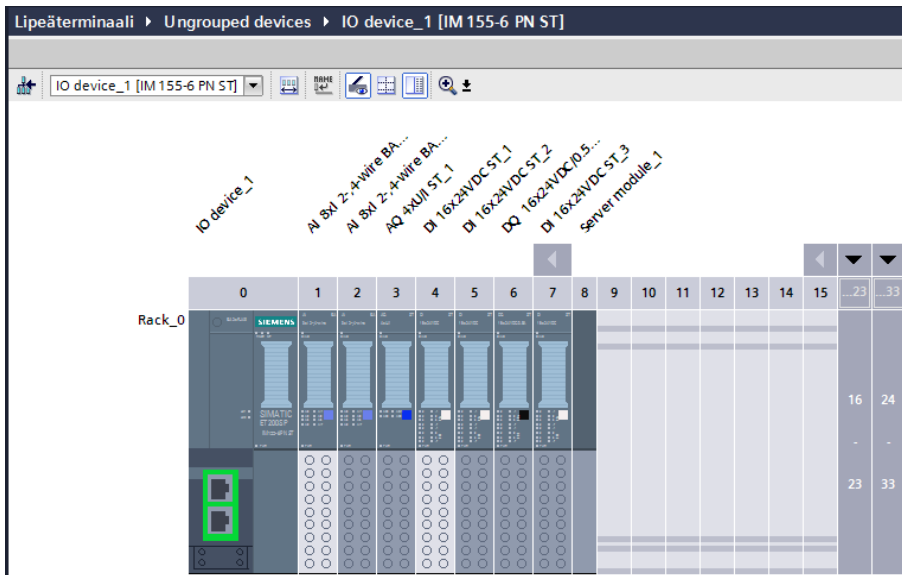 Lipeäterminaali ▸ Ungrouped devices ▸ IO device_1 [IM 155-6 PN ST]
IO device_1 [IM 155-6 PN ST]
IO device_1
AI 8xI 2-,4-wire BA...
AI 8xI 2-,4-wire BA...
AQ 4xU/I ST_1
DI 16x24VDC ST_1
DI 16x24VDC ST_2
DQ 16x24VDC/0.5...
DI 16x24VDC ST_3
Server module_1
0 1 2 3 4 5 6 7 8 9 10 11 12 13 14 15 ...23 ...33
Rack_0
SIEMENS
SIMATIC
ET 200SP
16 24
- -
23 33